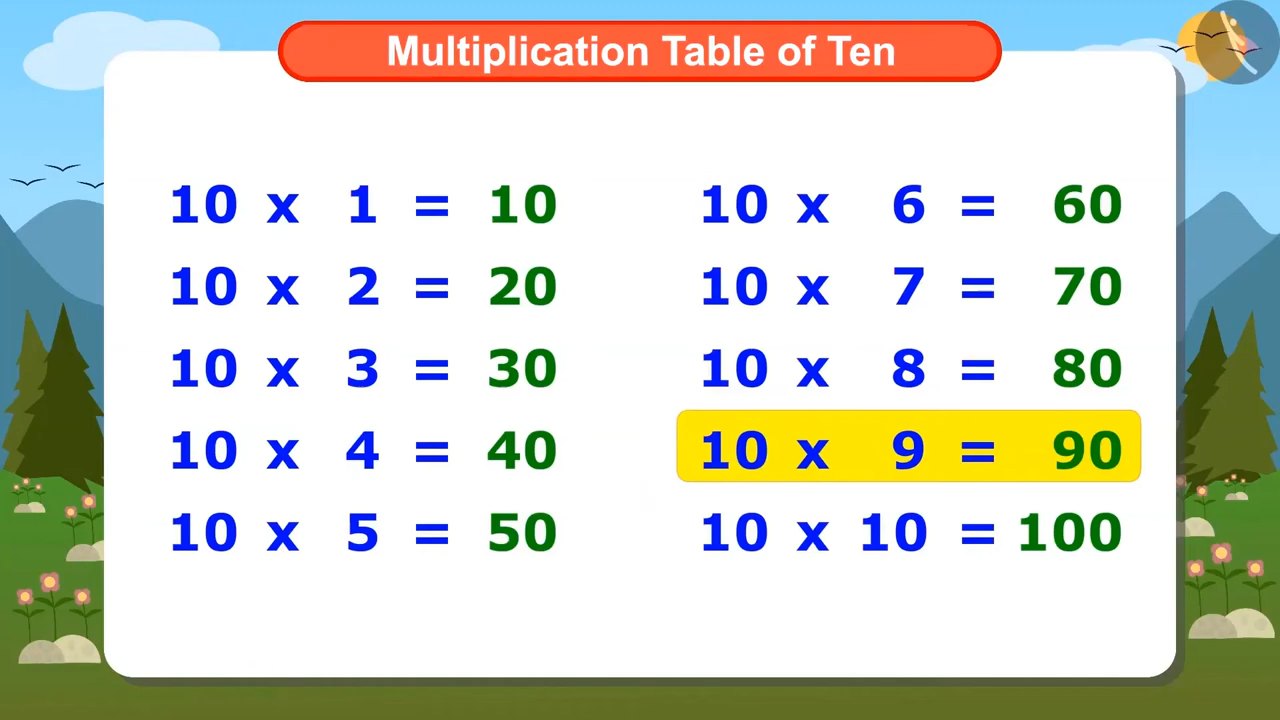 Multiplication Table of Ten
10 x 1 = 10
10 x 2 = 20
10 x 3 = 30
10 x 4 = 40
10 x 5 = 50
10 x 6 = 60
10 x 7 = 70
10 x 8 = 80
10 x 9 = 90
10 x 10 = 100